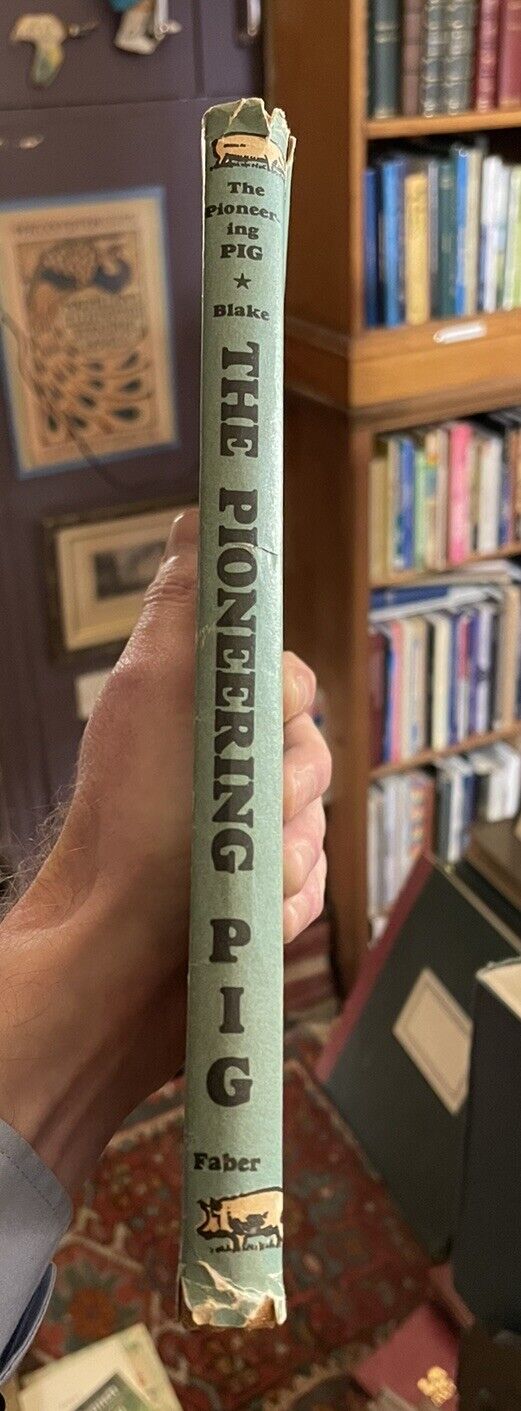 The
Pioneer-
ing
PIG
Blake
THE PIONEERING PIG
Faber